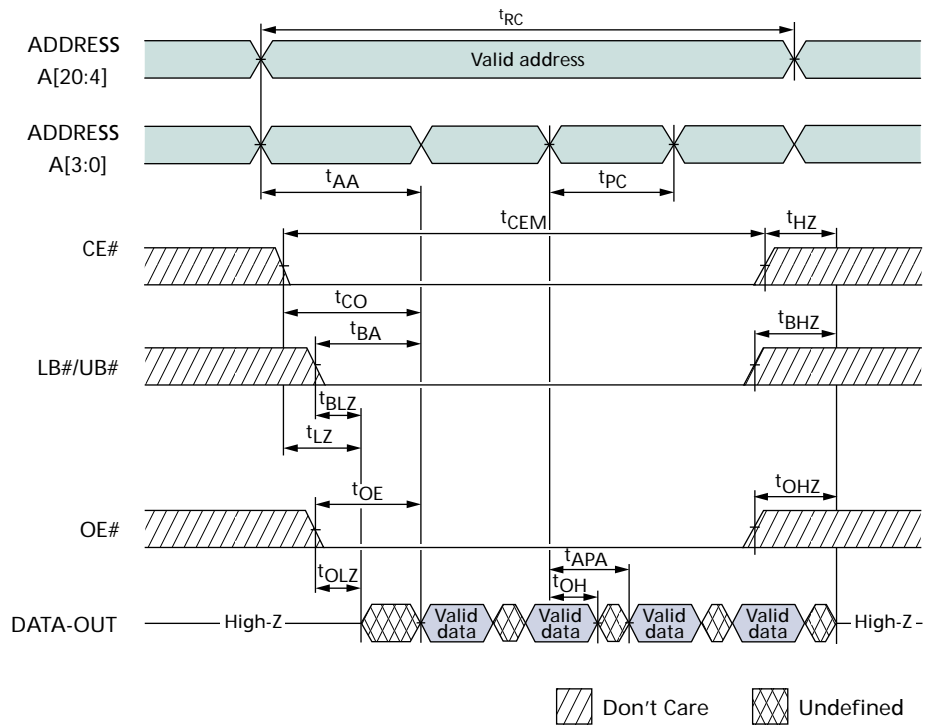 tRC
ADDRESS
A[20:4]
Valid address
ADDRESS
A[3:0]
tAA
tPC
CE#
tCEM
tHZ
tCO
tBA
tBHZ
LB#/UB#
tBLZ
tLZ
tOE
tOHZ
OE#
tAPA
tOLZ
tOH
DATA-OUT
High-Z
Valid data
Valid data
Valid data
Valid data
High-Z
Don't Care
Undefined